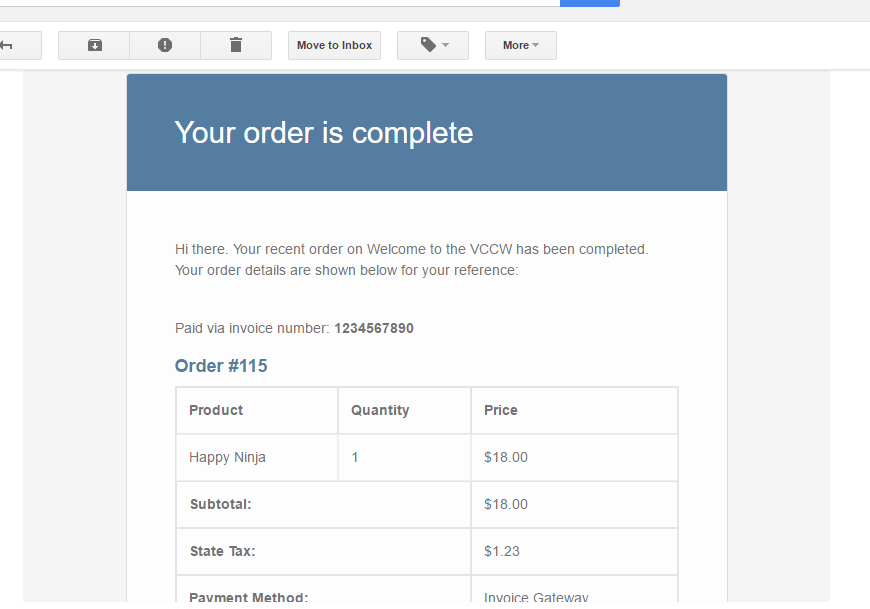 Move to Inbox
More
Your order is complete
Hi there. Your recent order on Welcome to the VCCW has been completed.
Your order details are shown below for your reference:
Paid via invoice number: 1234567890
Order #115
Product Quantity Price
Happy Ninja 1 $18.00
Subtotal: $18.00
State Tax: $1.23
Payment Method: Invoice Gateway